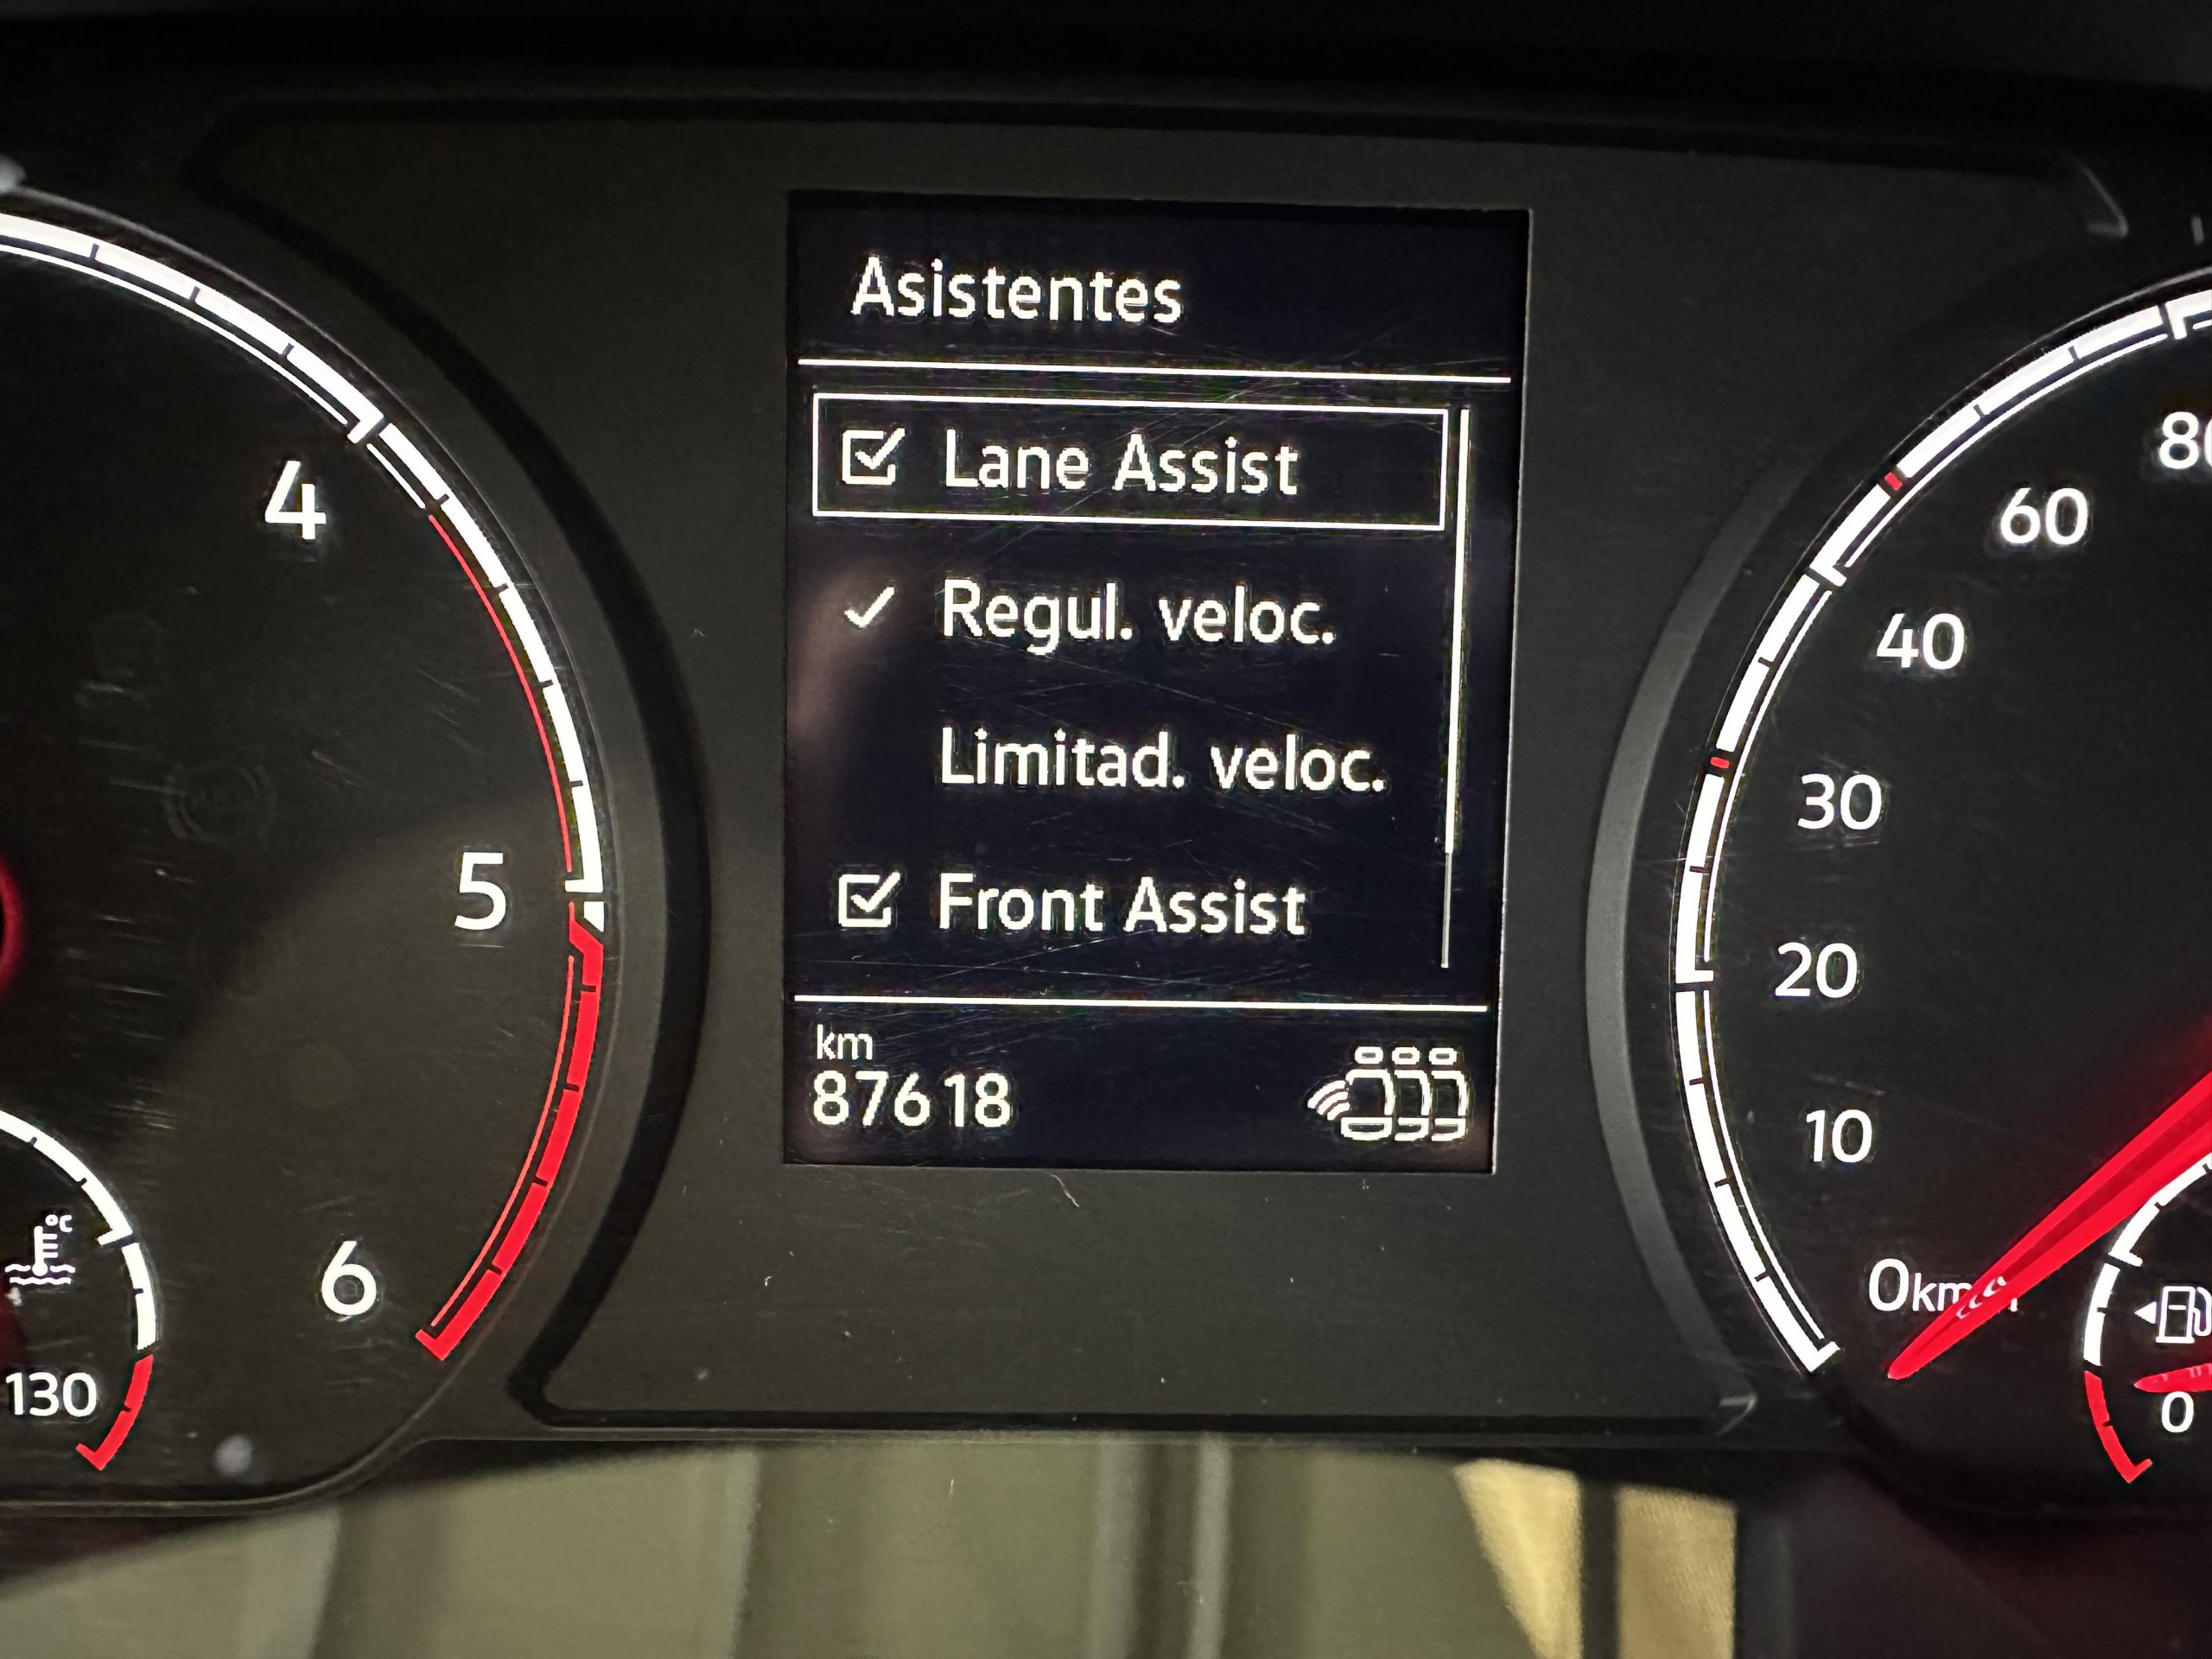 Asistentes
Lane Assist
Regul. veloc.
Limitad. veloc.
Front Assist
km
87618
4
5
6
°C
130
60
40
30
20
10
0
0